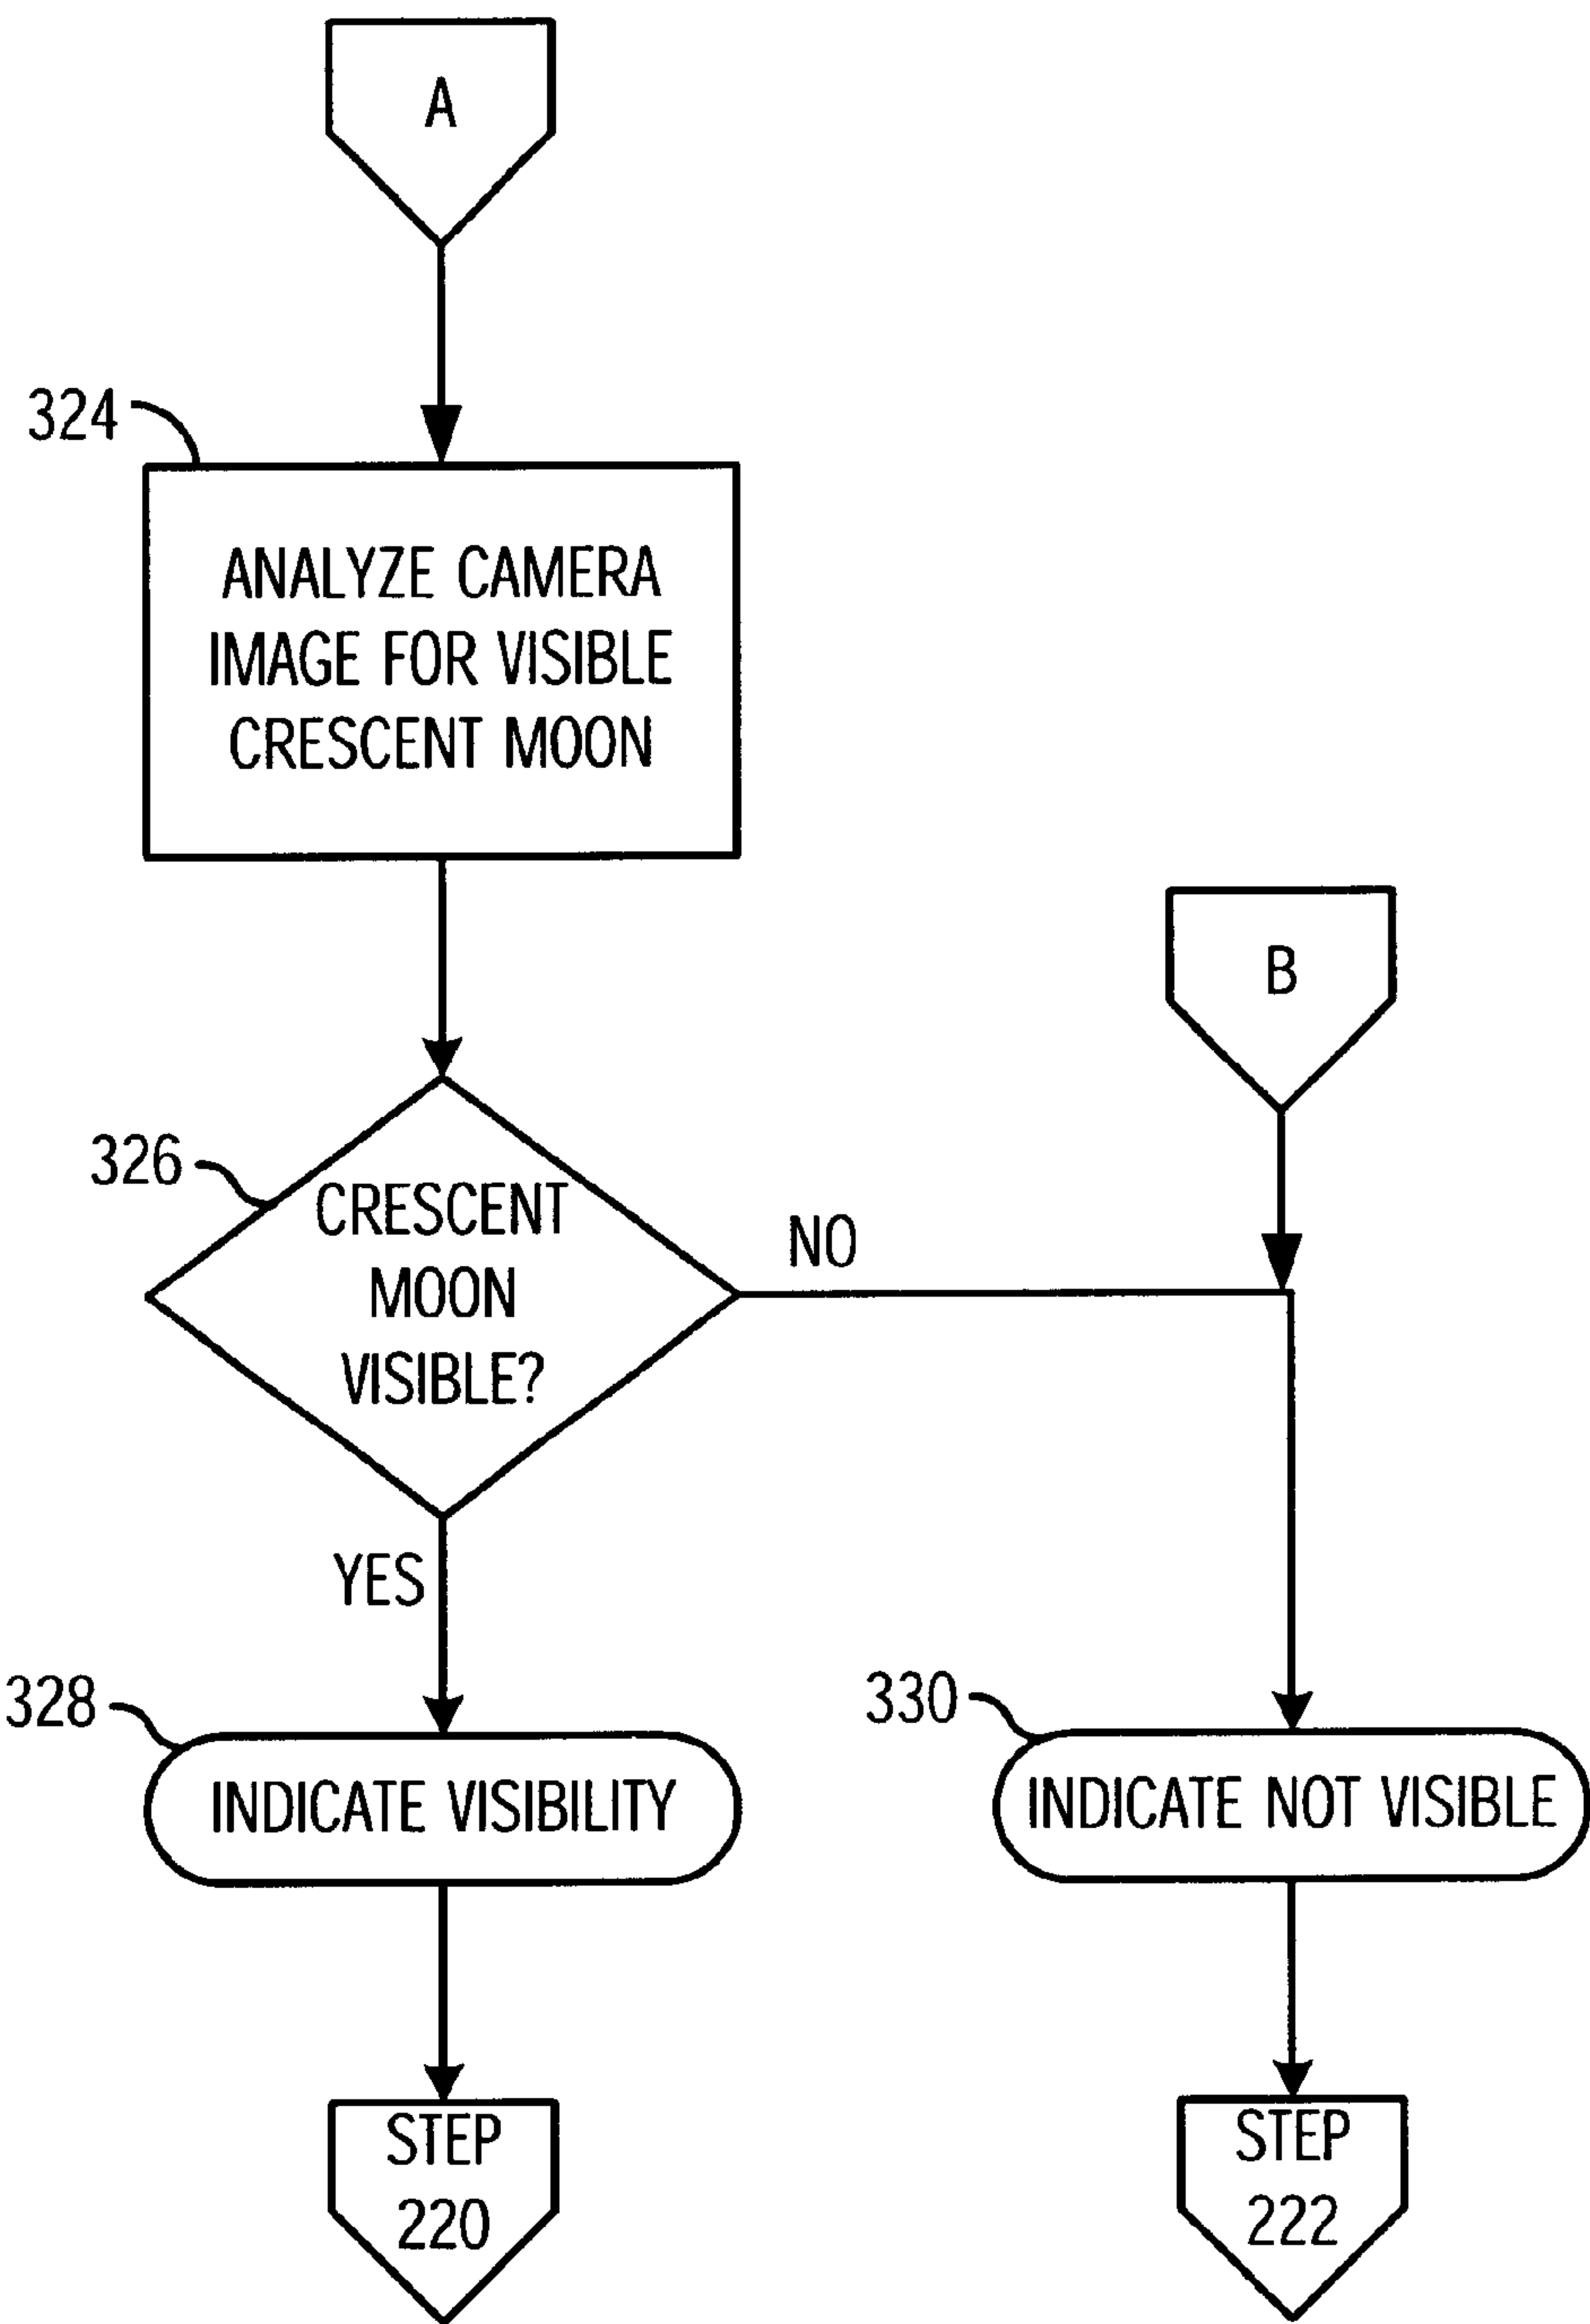 A
324
ANALYZE CAMERA
IMAGE FOR VISIBLE
CRESCENT MOON
B
326
CRESCENT
MOON
VISIBLE?
NO
YES
328
INDICATE VISIBILITY
330
INDICATE NOT VISIBLE
STEP
220
STEP
222